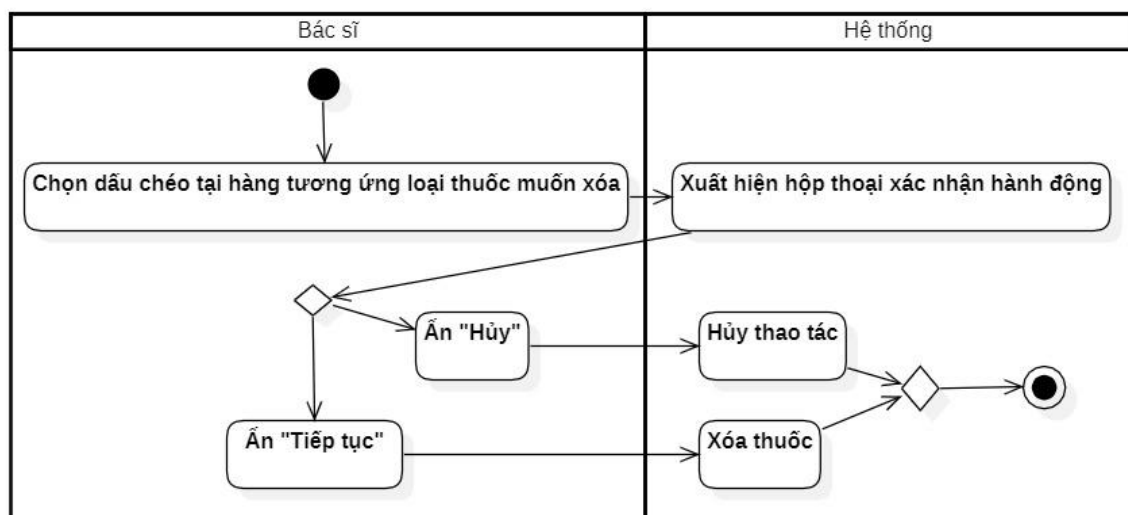 Bác sĩ
Hệ thống
Chọn dấu chéo tại hàng tương ứng loại thuốc muốn xóa
Xuất hiện hộp thoại xác nhận hành động
Ấn "Hủy"
Hủy thao tác
Ấn "Tiếp tục"
Xóa thuốc